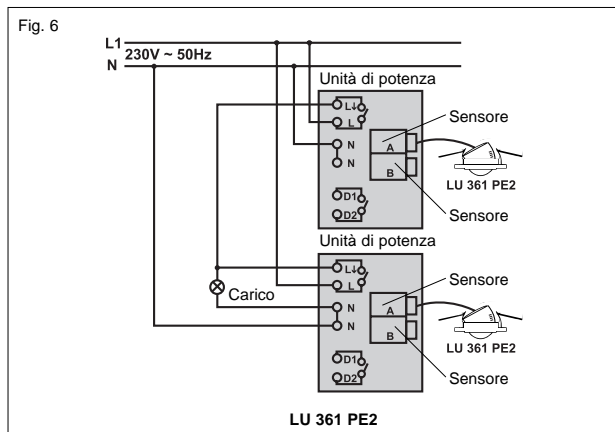 Fig. 6
L1
230V ~ 50Hz
N
Unità di potenza
L↓
L
N
N
A
B
D1
D2
Sensore
LU 361 PE2
Sensore
Unità di potenza
L↓
L
Carico
N
N
A
B
D1
D2
Sensore
LU 361 PE2
Sensore
LU 361 PE2